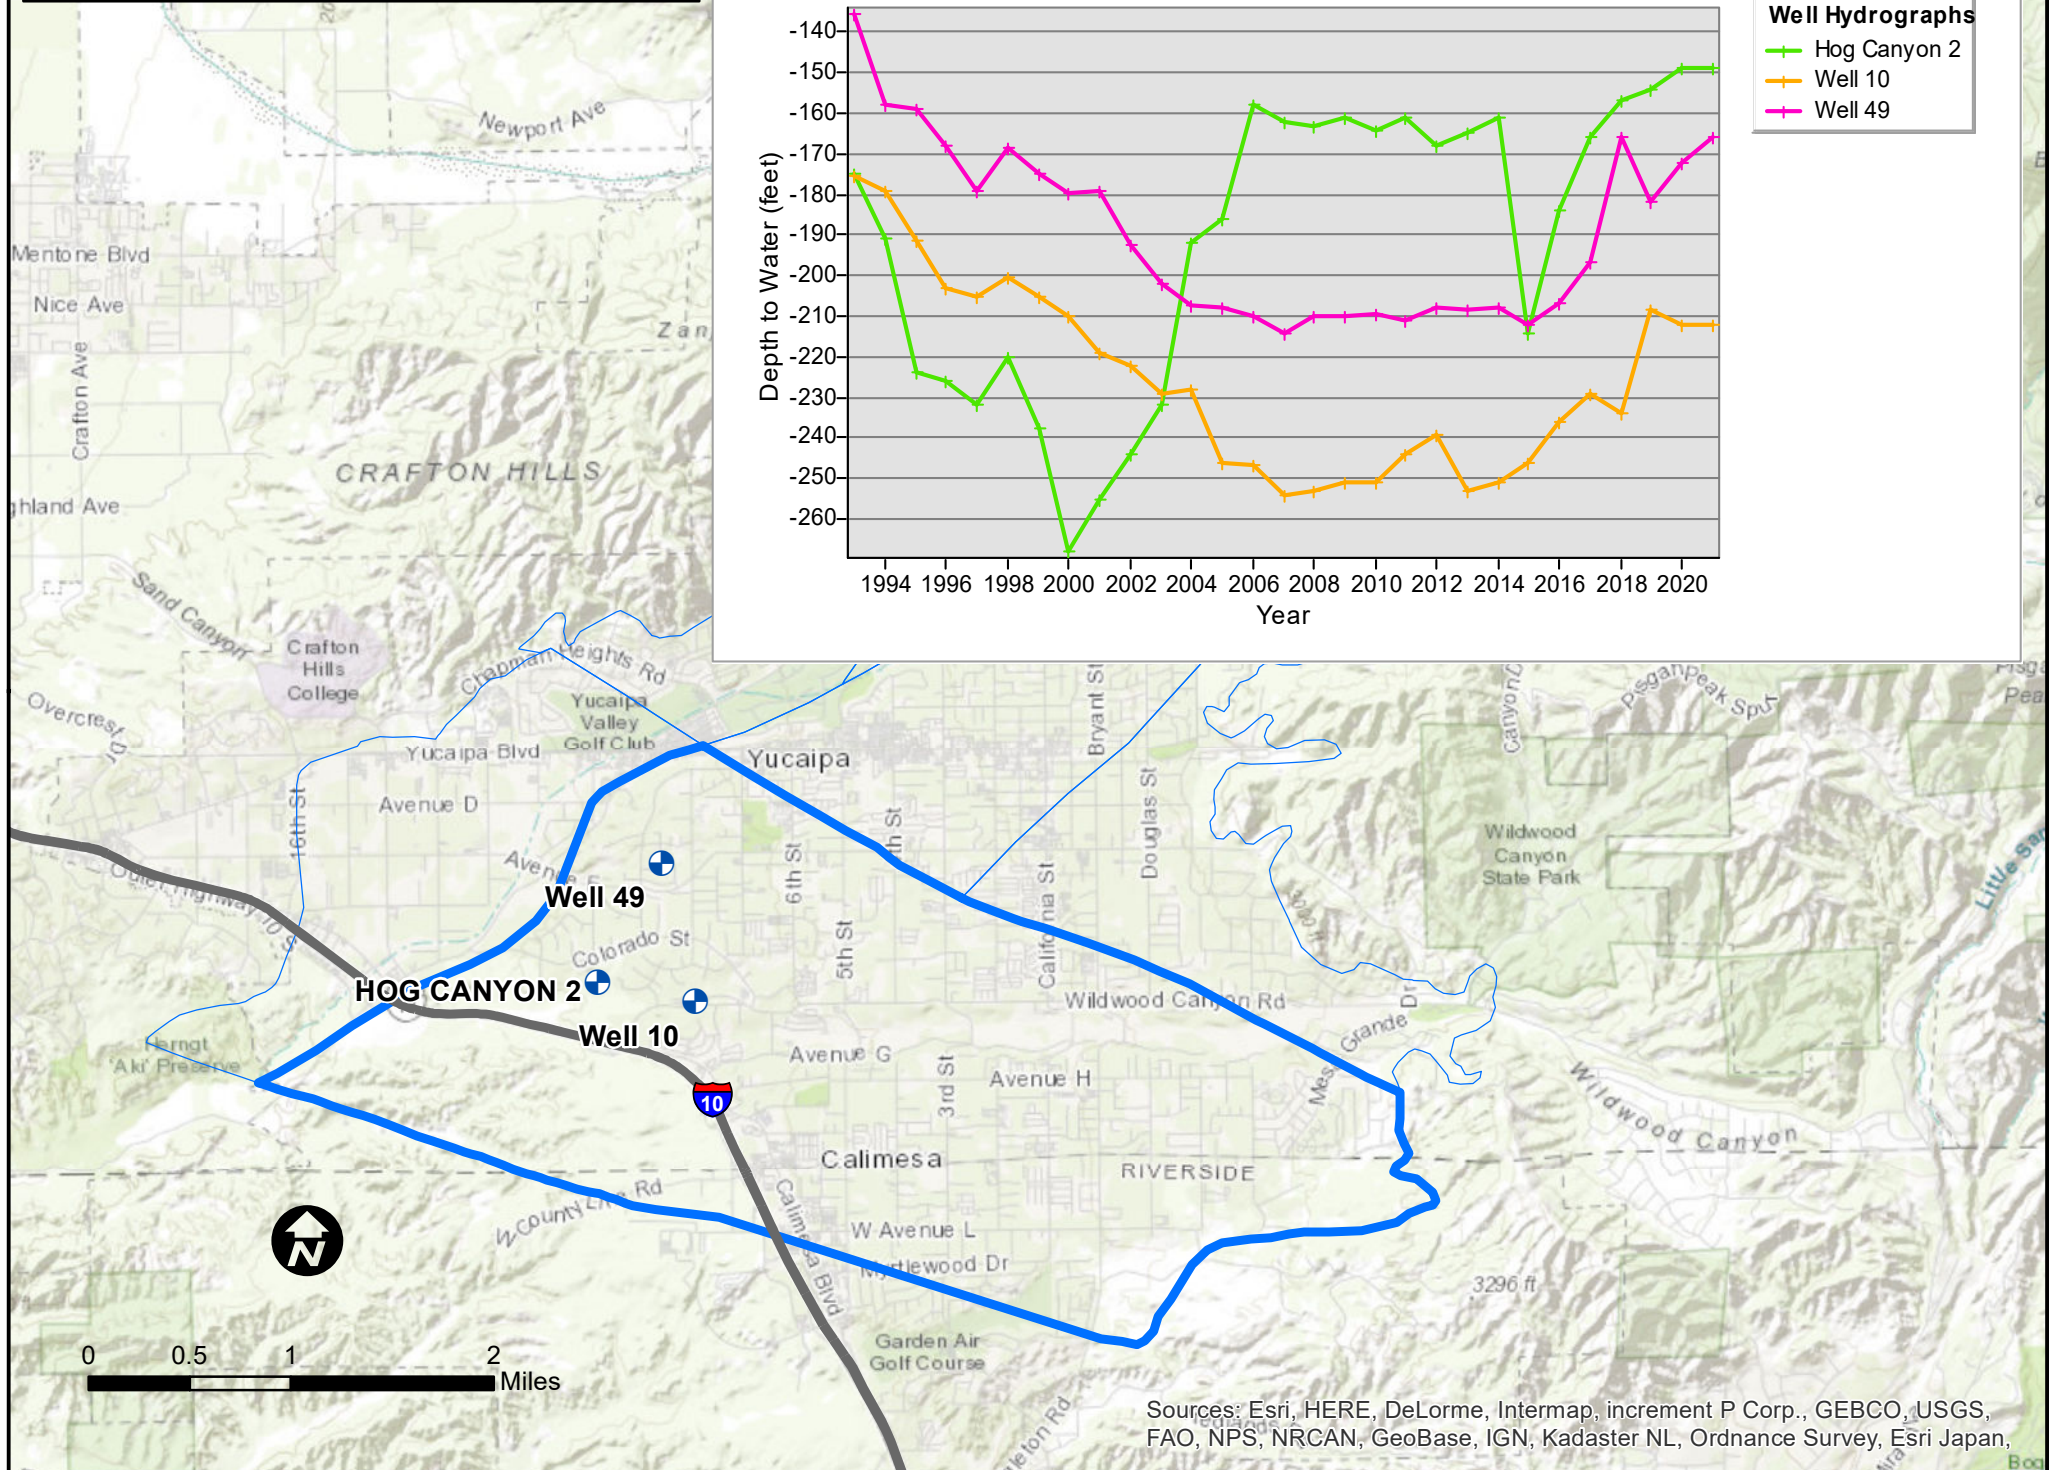 Well Hydrographs
Hog Canyon 2
Well 10
Well 49
Depth to Water (feet)
-140
-150
-160
-170
-180
-190
-200
-210
-220
-230
-240
-250
-260
1994 1996 1998 2000 2002 2004 2006 2008 2010 2012 2014 2016 2018 2020
Year
Newport Ave
Mentone Blvd
Nice Ave
Crafton Ave
CRAFTON HILLS
Sand Canyon
Crafton
Hills
College
Chapman Heights Rd
Overcrest Dr
Yucaipa
Valley
Golf Club
Yucaipa Blvd
Yucaipa
Bryant St
Avenue D
16th St
6th St
Douglas St
Wildwood
Canyon
State Park
Well 49
Colorado St
5th St
California St
3000 ft
HOG CANYON 2
Well 10
Wildwood Canyon Rd
Avenue G
Avenue H
3rd St
10
Wildwood Canyon
Calimesa
RIVERSIDE
W County Line Rd
Calimesa Blvd
W Avenue L
Myrtlewood Dr
3296 ft
Garden Air
Golf Course
N
0 0.5 1 2
Miles
Sources: Esri, HERE, DeLorme, Intermap, increment P Corp., GEBCO, USGS,
FAO, NPS, NRCAN, GeoBase, IGN, Kadaster NL, Ordnance Survey, Esri Japan,